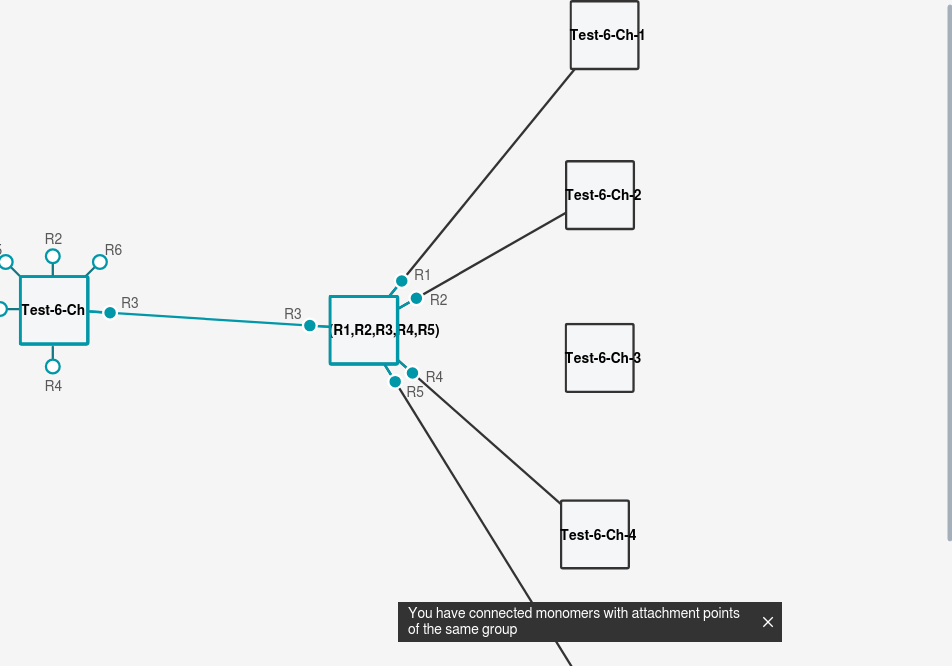 Test-6-Ch-1
Test-6-Ch-2
R2
R6
R3
Test-6-Ch
R4
R3
R1
R2
(R1,R2,R3,R4,R5)
R4
R5
Test-6-Ch-3
Test-6-Ch-4
You have connected monomers with attachment points
of the same group